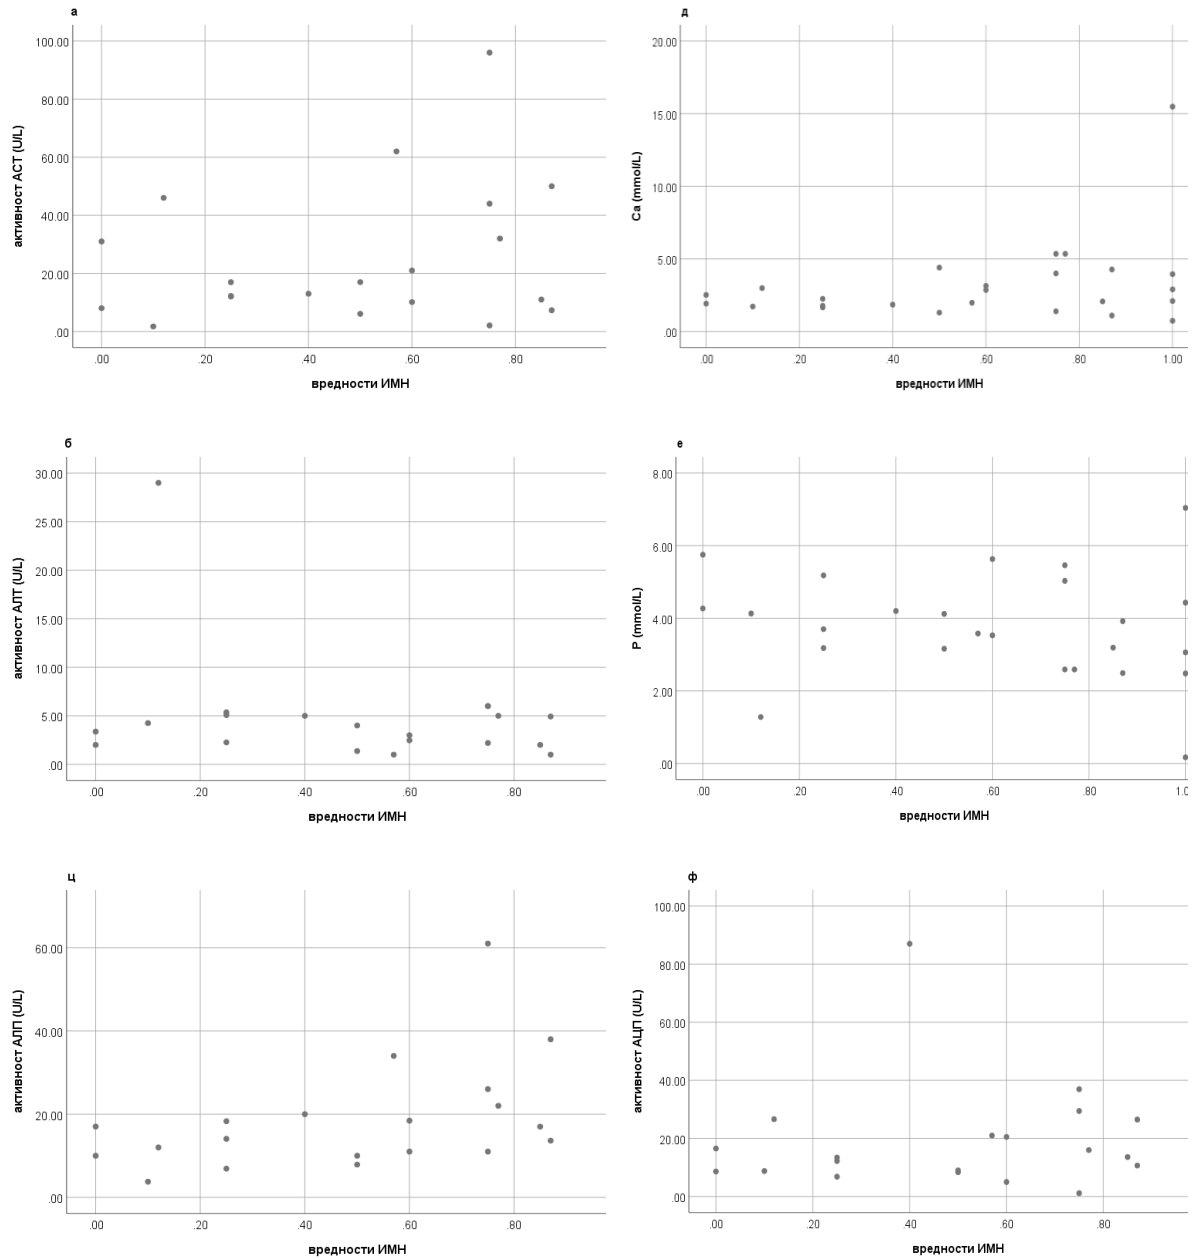 а
100.00
80.00
60.00
40.00
20.00
.00
активност АСТ (U/L)
.00 .20 .40 .60 .80
вредности ИМН
д
20.00
15.00
10.00
5.00
.00
Ca (mmol/L)
.00 .20 .40 .60 .80 1.00
вредности ИМН
б
30.00
25.00
20.00
15.00
10.00
5.00
.00
активност АЛТ (U/L)
.00 .20 .40 .60 .80
вредности ИМН
е
8.00
6.00
4.00
2.00
.00
P (mmol/L)
.00 .20 .40 .60 .80 1.0
вредности ИМН
ц
60.00
40.00
20.00
.00
активност АЛП (U/L)
.00 .20 .40 .60 .80
вредности ИМН
ф
100.00
80.00
60.00
40.00
20.00
.00
активност АЦП (U/L)
.00 .20 .40 .60 .80
вредности ИМН